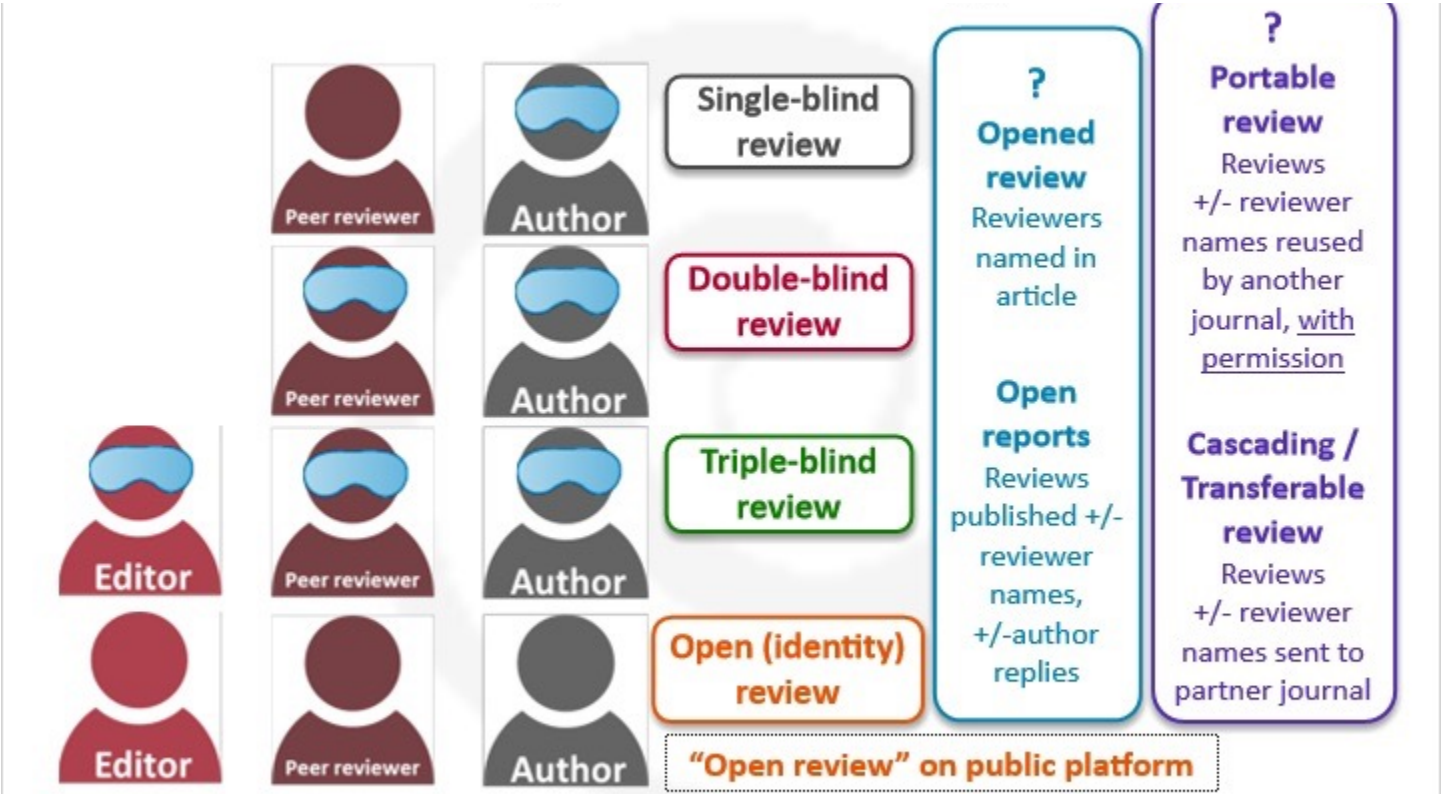 Peer reviewer
Author
Single-blind
review
Peer reviewer
Author
Double-blind
review
Editor
Peer reviewer
Author
Triple-blind
review
Editor
Peer reviewer
Author
Open (identity)
review
"Open review" on public platform
?
Opened
review
Reviewers
named in
article
Open
reports
Reviews
published +/-
reviewer
names,
+/-author
replies
?
Portable
review
Reviews
+/- reviewer
names reused
by another
journal, with
permission
Cascading /
Transferable
review
Reviews
+/- reviewer
names sent to
partner journal